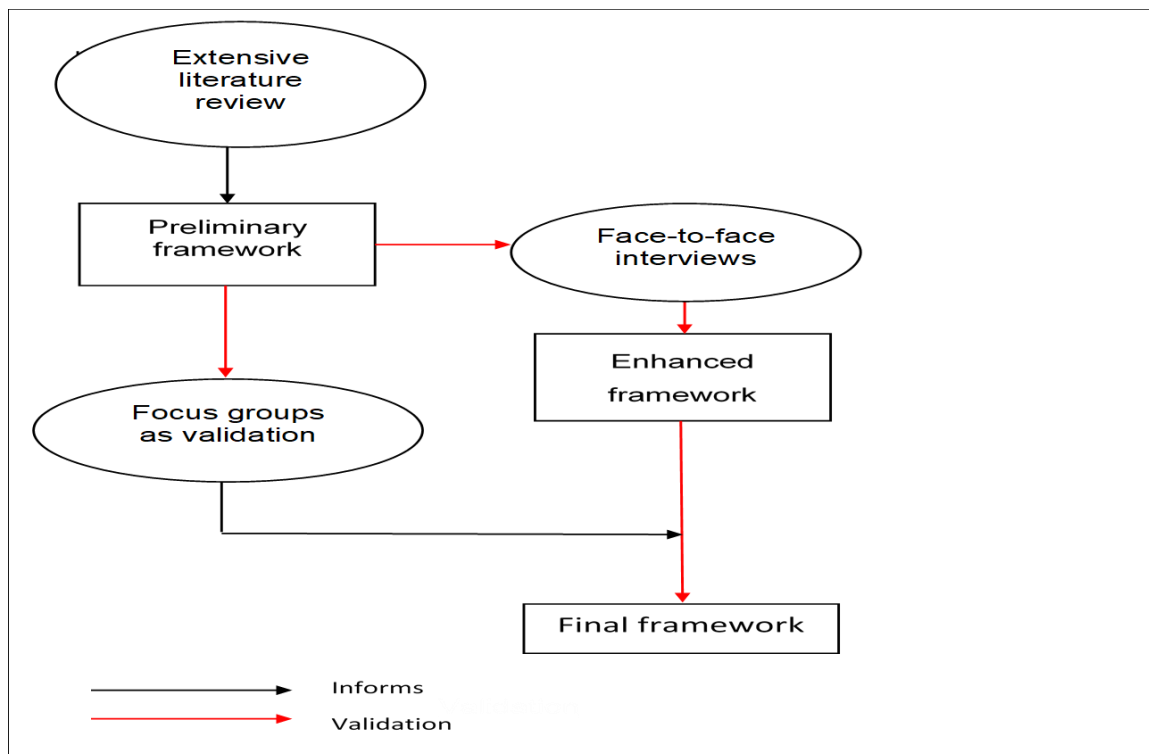 Extensive
literature
review
Preliminary
framework
Face-to-face
interviews
Enhanced
framework
Focus groups
as validation
Final framework
Informs
Validation